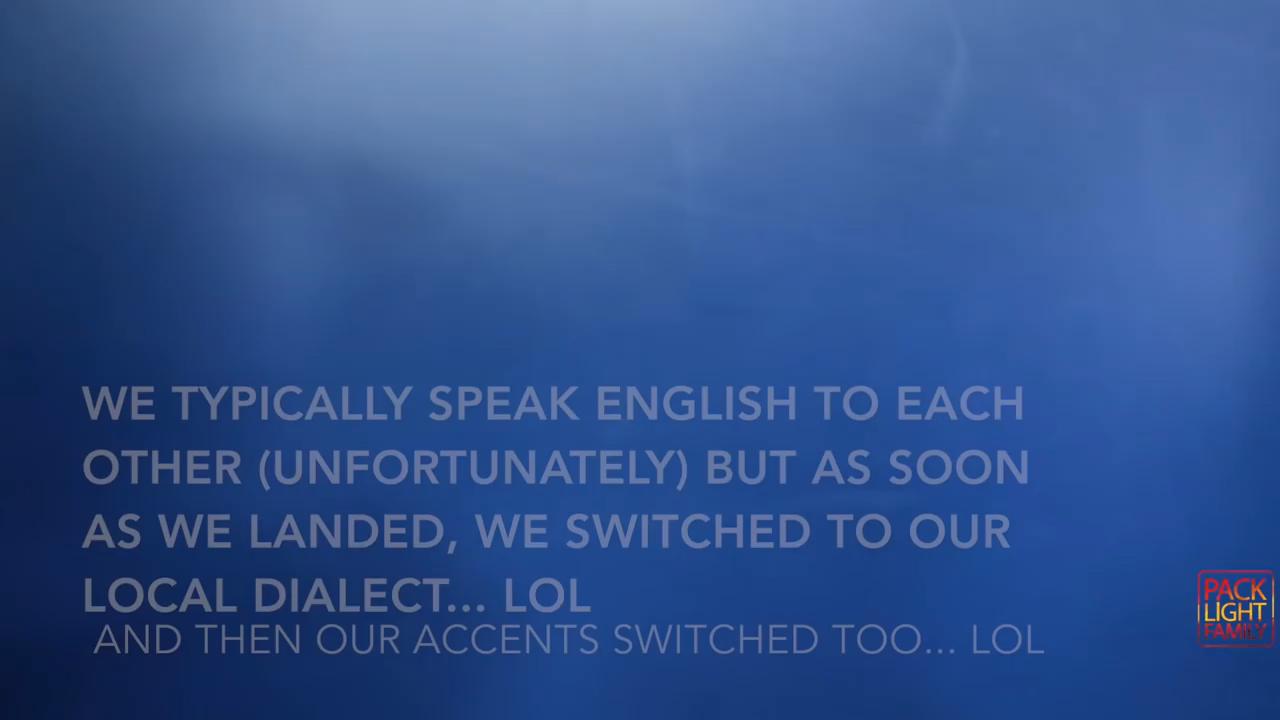 WE TYPICALLY SPEAK ENGLISH TO EACH
OTHER (UNFORTUNATELY) BUT AS SOON
AS WE LANDED, WE SWITCHED TO OUR
LOCAL DIALECT... LOL
AND THEN OUR ACCENTS SWITCHED TOO... LOL
PACK
LIGHT
FAMILY